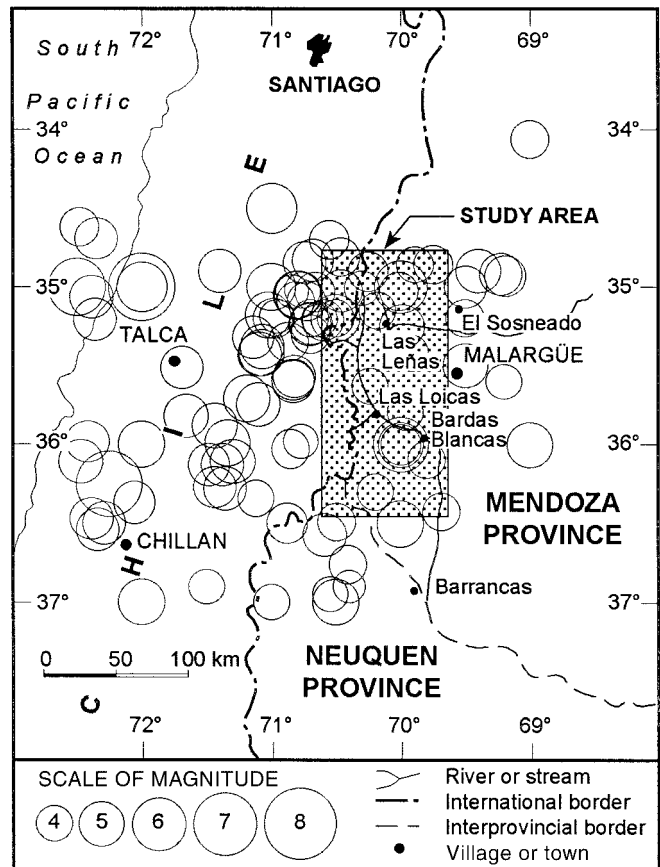 72° 71° 70° 69°
South
Pacific
Ocean
SANTIAGO
34° 34° 38°
STUDY AREA
35° 35°
TALCA
El Sosneado
Las
Leñas
MALARGÜE
Las Loicas
Bardas
Blancas
36° 36°
MENDOZA
PROVINCE
CHILLAN
Barrancas
37° 37°
0 50 100 km
NEUQUEN
PROVINCE
C H I L E
72° 71° 70° 69°
SCALE OF MAGNITUDE
4 5 6 7 8
River or stream
International border
Interprovincial border
Village or town